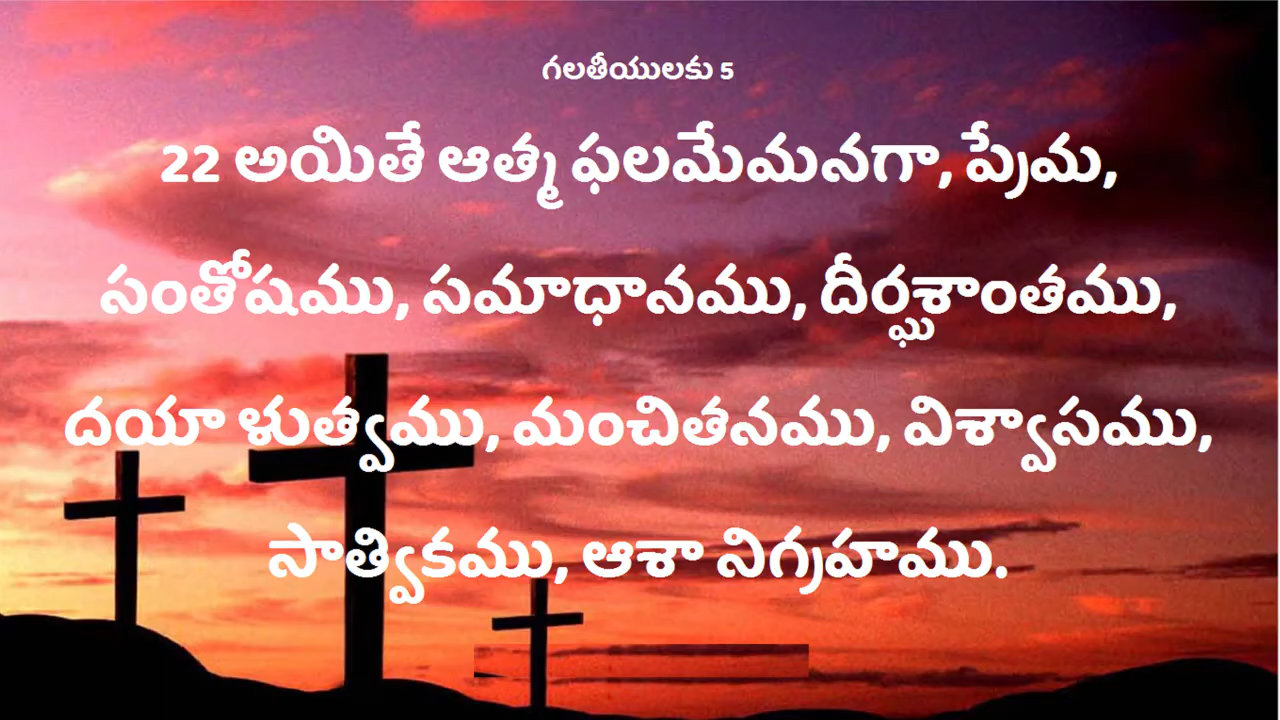 గలతీయులకు 5
22 అయితే ఆత్మ ఫలమేమనగా, ప్రేమ,
సంతోషము, సమాధానము, దీర్ఘశాంతము,
దయా ళుత్వము, మంచితనము, విశ్వాసము,
సాత్వికము, ఆశా నిగ్రహము.